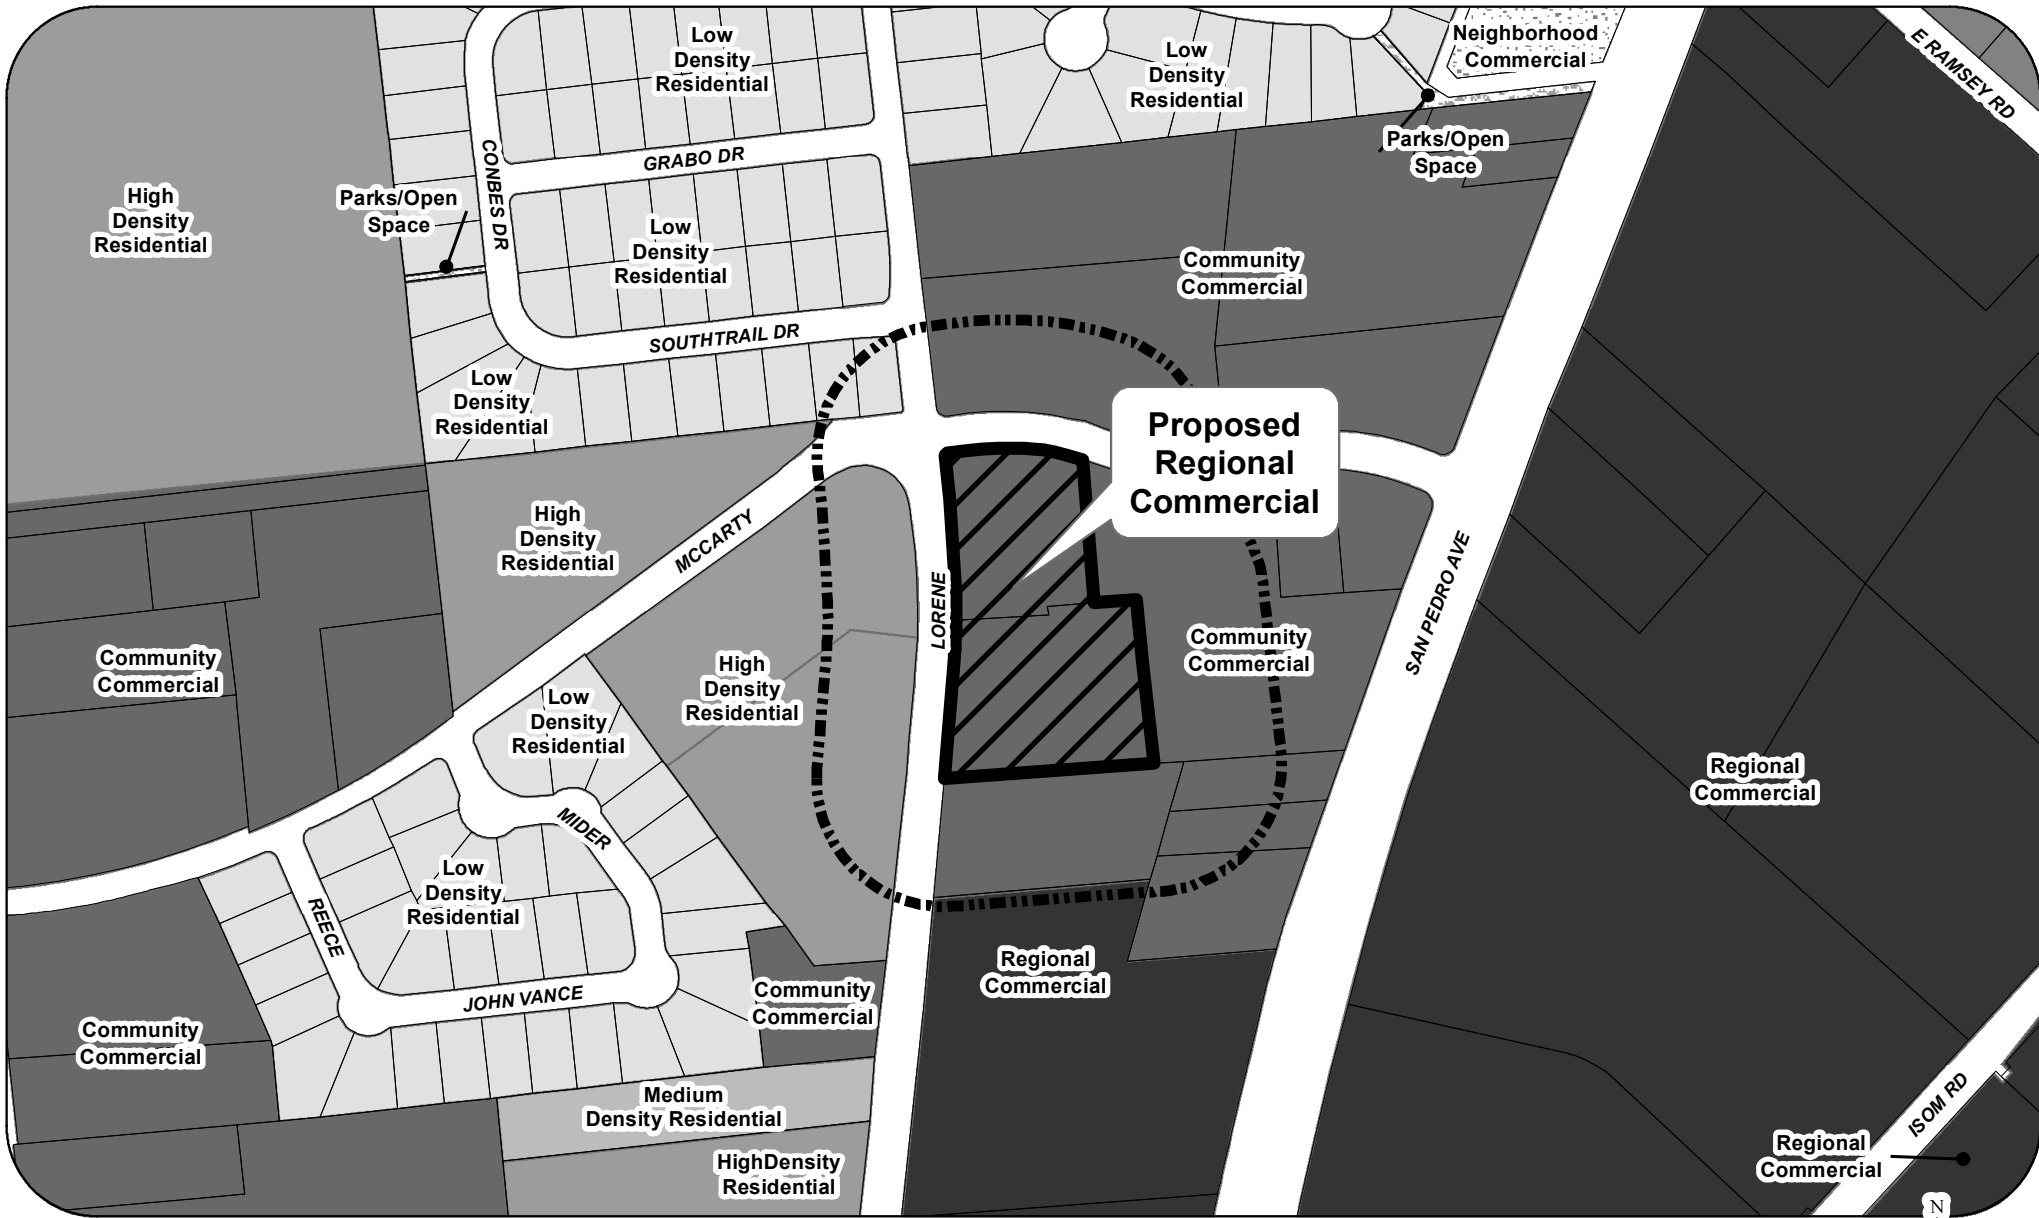 Low
Density
Residential
Low
Density
Residential
Neighborhood
Commercial
E RAMSEY RD
Parks/Open
Space
GRABO DR
CONBES DR
High
Density
Residential
Parks/Open
Space
Low
Density
Residential
Community
Commercial
SOUTHTRAIL DR
Low
Density
Residential
Proposed
Regional
Commercial
High
Density
Residential
MCCARTY
LORENE
SAN PEDRO AVE
Community
Commercial
Community
Commercial
High
Density
Residential
Low
Density
Residential
Regional
Commercial
MIDER
Low
Density
Residential
REECE
Regional
Commercial
JOHN VANCE
Community
Commercial
Community
Commercial
Medium
Density Residential
ISOM RD
HighDensity
Residential
Regional
Commercial
N